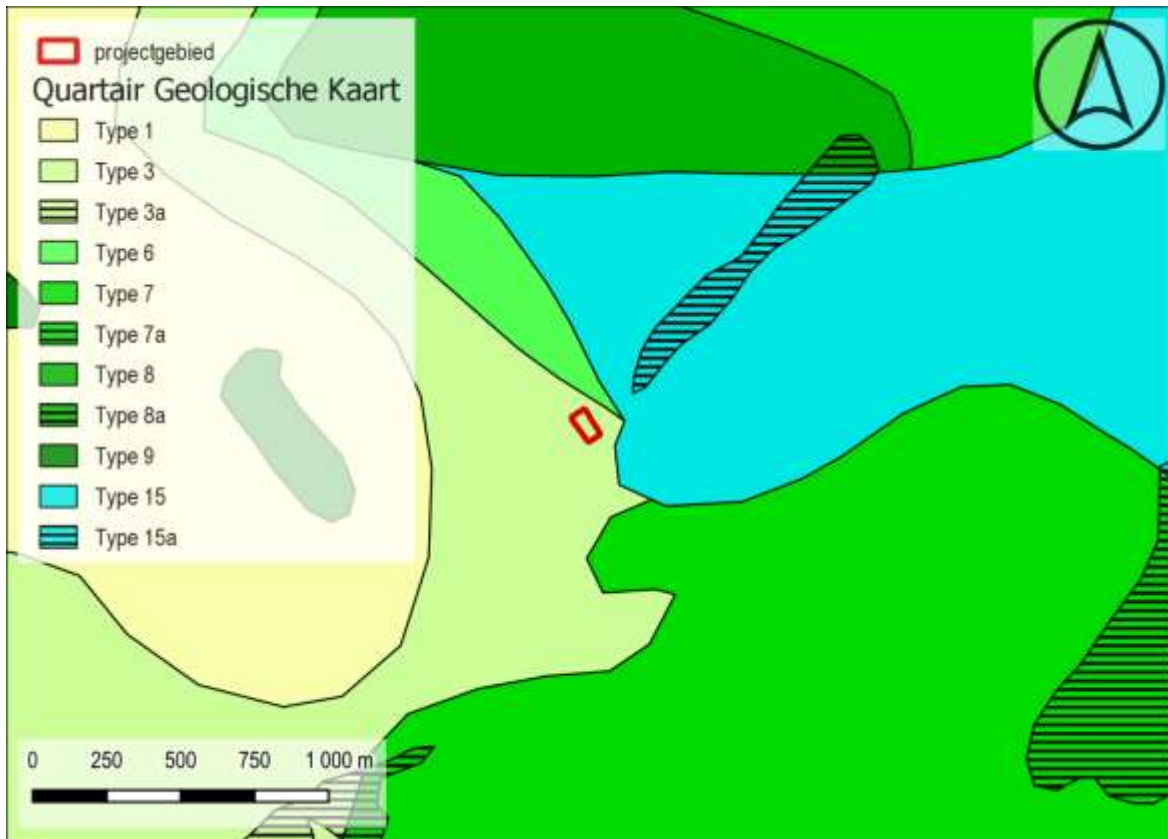 projectgebied
Quartair Geologische Kaart
Type 1
Type 3
Type 3a
Type 6
Type 7
Type 7a
Type 8
Type 8a
Type 9
Type 15
Type 15a
0 250 500 750 1 000 m